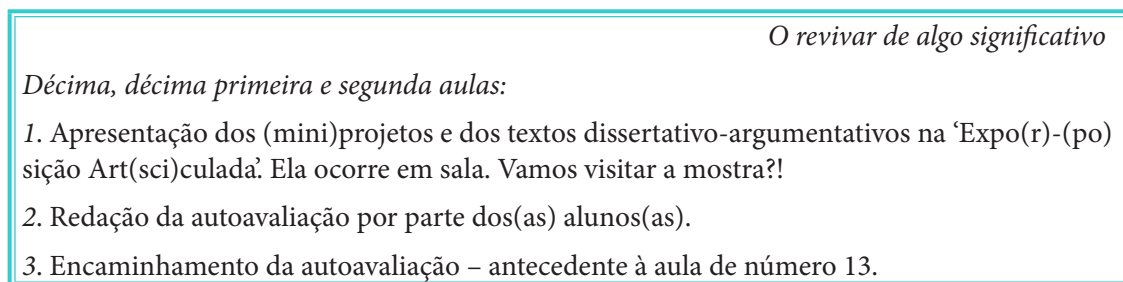 O revivar de algo significativo
Décima, décima primeira e segunda aulas:
1. Apresentação dos (mini)projetos e dos textos dissertativo-argumentativos na ‘Expo(r)-(po)
sição Art(sci)culada’. Ela ocorre em sala. Vamos visitar a mostra?!
2. Redação da autoavaliação por parte dos(as) alunos(as).
3. Encaminhamento da autoavaliação – antecedente à aula de número 13.